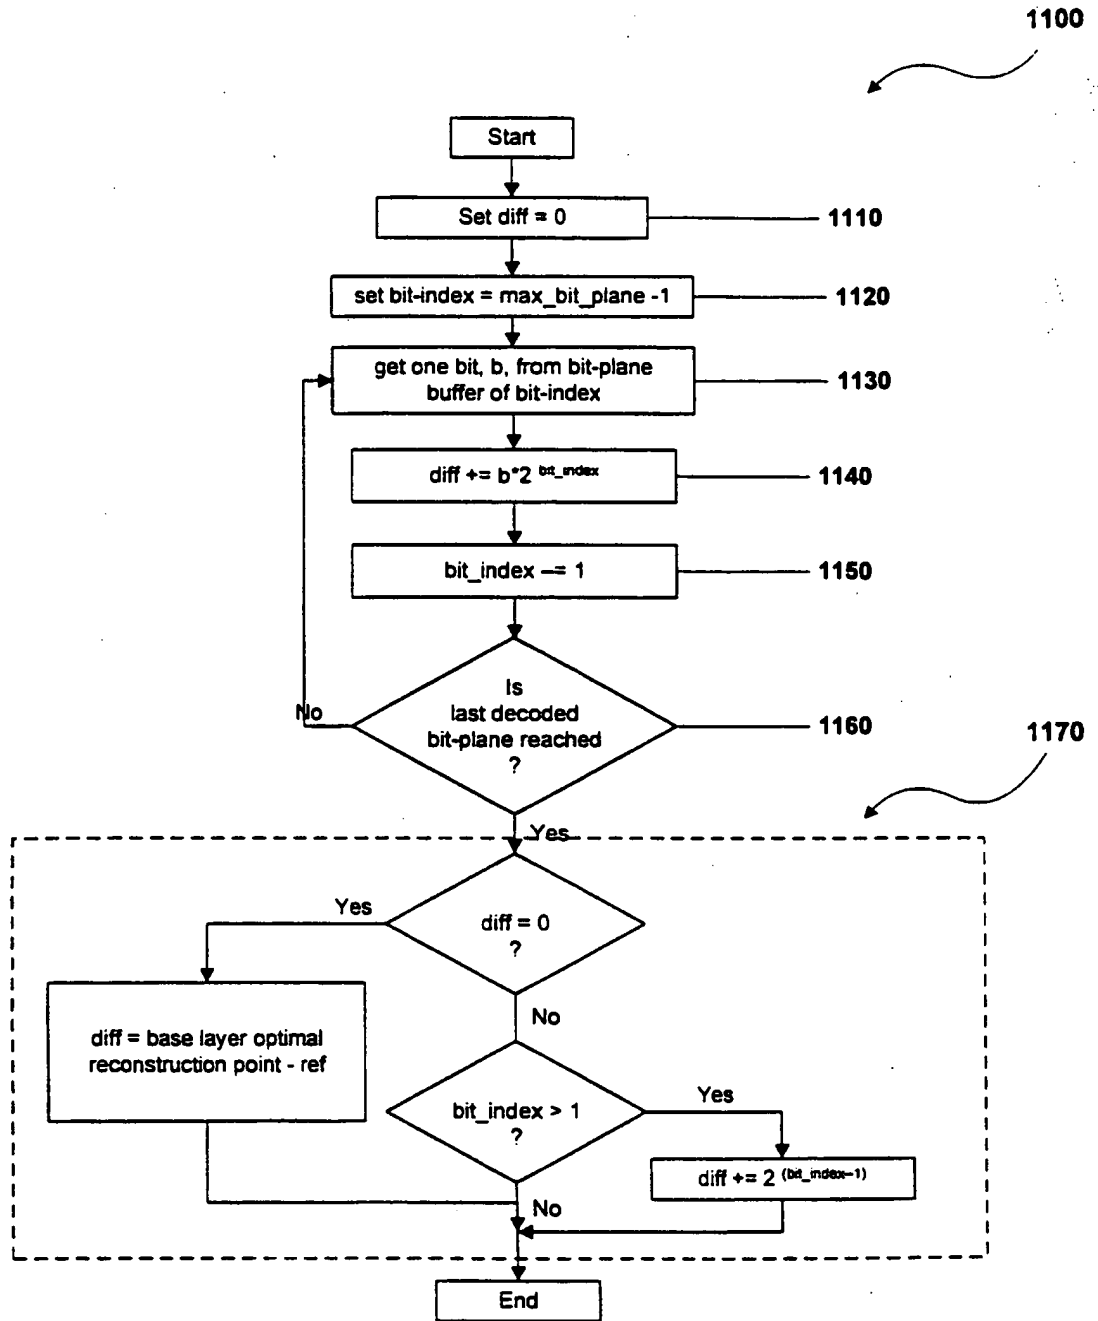 1100
Start
Set diff = 0
1110
set bit-index = max_bit_plane -1
1120
get one bit, b, from bit-plane
buffer of bit-index
1130
diff += b*2 bit_index
1140
bit_index -= 1
1150
Is
last decoded
bit-plane reached
?
No
1160
1170
Yes
diff = 0
?
Yes
No
diff = base layer optimal
reconstruction point - ref
bit_index > 1
?
Yes
diff += 2 (bit_index-1)
No
End